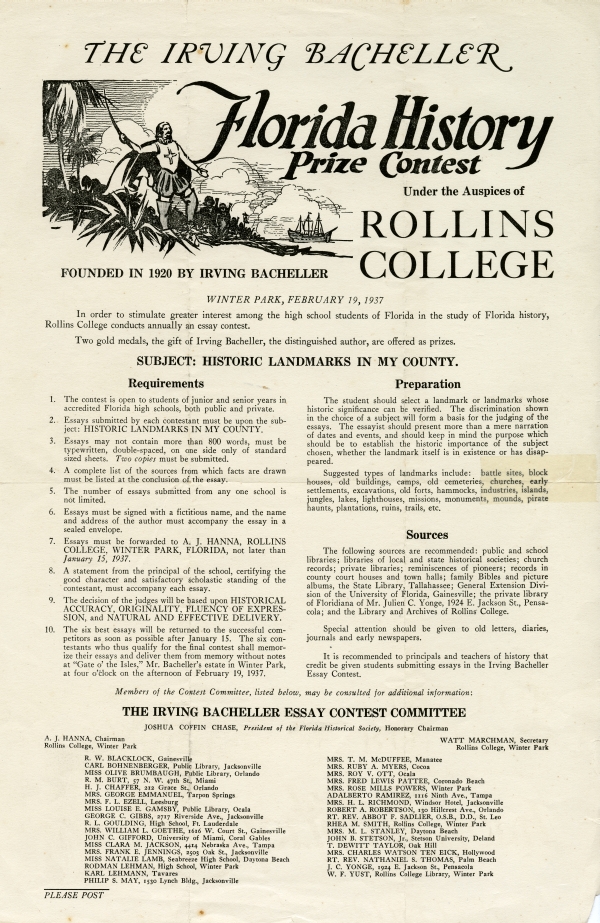 THE IRVING BACHELLER
Florida History
Prize Contest
Under the Auspices of
ROLLINS
COLLEGE
FOUNDED IN 1920 BY IRVING BACHELLER
WINTER PARK, FEBRUARY 19, 1937
In order to stimulate greater interest among the high school students of Florida in the study of Florida history,
Rollins College conducts annually an essay contest.
Two gold medals, the gift of Irving Bacheller, the distinguished author, are offered as prizes.
SUBJECT: HISTORIC LANDMARKS IN MY COUNTY.
Requirements
1. The contest is open to students of junior and senior years in
accredited Florida high schools, both public and private.
2. Essays submitted by each contestant must be upon the sub-
ject: HISTORIC LANDMARKS IN MY COUNTY.
3. Essays may not contain more than 800 words, must be
typewritten, double-spaced, on one side only of standard
sized sheets. Two copies must be submitted.
4. A complete list of the sources from which facts are drawn
must be listed at the conclusion of the essay.
5. The number of essays submitted from any one school is
not limited.
6. Essays must be signed with a fictitious name, and the name
and address of the author must accompany the essay in a
sealed envelope.
7. Essays must be forwarded to A. J. HANNA, ROLLINS
COLLEGE, WINTER PARK, FLORIDA, not later than
January 15, 1937.
8. A statement from the principal of the school, certifying the
good character and satisfactory scholastic standing of the
contestant, must accompany each essay.
9. The decision of the judges will be based upon HISTORICAL
ACCURACY, ORIGINALITY, FLUENCY OF EXPRES-
SION, and NATURAL AND EFFECTIVE DELIVERY.
10. The six best essays will be returned to the successful com-
petitors as soon as possible after January 15. The six con-
testants who thus qualify for the final contest shall memor-
ize their essays and deliver them from memory without notes
at "Gate o' the Isles," Mr. Bacheller's estate in Winter Park,
at four o'clock on the afternoon of February 19, 1937.
Preparation
The student should select a landmark or landmarks whose
historic significance can be verified. The discrimination shown
in the choice of a subject will form a basis for the judging of the
essays. The essayist should present more than a mere narration
of dates and events, and should keep in mind the purpose which
should be to establish the historic importance of the subject
chosen, whether the landmark itself is in existence or has disap-
peared.
Suggested types of landmarks include: battle sites, block
houses, old buildings, camps, old cemeteries, churches, early
settlements, excavations, old forts, hammocks, industries, islands,
jungles, lakes, lighthouses, missions, monuments, mounds, pirate
haunts, plantations, ruins, trails, etc.
Sources
The following sources are recommended: public and school
libraries; libraries of local and state historical societies; church
records; private libraries; reminiscences of pioneers; records in
county court houses and town halls; family Bibles and picture
albums, the State Library, Tallahassee; General Extension Divi-
sion of the University of Florida, Gainesville; the private library
of Floridiana of Mr. Julien C. Yonge, 1924 E. Jackson St., Pensa-
cola; and the Library and Archives of Rollins College.
Special attention should be given to old letters, diaries,
journals and early newspapers.
It is recommended to principals and teachers of history that
credit be given students submitting essays in the Irving Bacheller
Essay Contest.
Members of the Contest Committee, listed below, may be consulted for additional information:
THE IRVING BACHELLER ESSAY CONTEST COMMITTEE
JOSHUA COFFIN CHASE, President of the Florida Historical Society, Honorary Chairman
A. J. HANNA, Chairman
Rollins College, Winter Park
WATT MARCHMAN, Secretary
Rollins College, Winter Park
R. W. BLACKLOCK, Gainesville
CARL BOHNENBERGER, Public Library, Jacksonville
MISS OLIVE BRUMBAUGH, Public Library, Orlando
R. M. BURT, 57 N. W. 47th St, Miami
H. J. CHAFFER, 212 Grace St., Orlando
MRS. GEORGE EMMANUEL, Tarpon Springs
MRS. F. L. EZELL, Leesburg
MISS LOUISE E. GAMSBY, Public Library, Ocala
GEORGE C. GIBBS, 2717 Riverside Ave., Jacksonville
R. L. GOULDING, High School, Ft. Lauderdale
MRS. WILLIAM L. GOETHE, 1616 W. Court St., Gainesville
JOHN C. GIFFORD, University of Miami, Coral Gables
MISS CLARA M. JACKSON, 4414 Nebraska Ave., Tampa
MRS. FRANK E. JENNINGS, 2505 Oak St., Jacksonville
MISS NATALIE LAMB, Seabreeze High School, Daytona Beach
RODMAN LEHMAN, High School, Winter Park
KARL LEHMANN, Tavares
PHILIP S. MAY, 1530 Lynch Bldg., Jacksonville
MRS. T. M. McDUFFEE, Manatee
MRS. RUBY A. MYERS, Cocoa
MRS. ROY V. OTT, Ocala
MRS. FRED LEWIS PATTEE, Coronado Beach
MRS. ROSE MILLS POWERS, Winter Park
ADALBERTO RAMIREZ, 1116 Ninth Ave., Tampa
MRS. H. L. RICHMOND, Windsor Hotel, Jacksonville
ROBERT A. ROBERTSON, 150 Hillcrest Ave., Orlando
RT. REV. ABBOT F. SADLIER, O.S.B., D.D., St. Leo
RHEA M. SMITH, Rollins College, Winter Park
MRS. M. L. STANLEY, Daytona Beach
JOHN B. STETSON, Jr., Stetson University, Deland
T. DEWITT TAYLOR, Oak Hill
MRS. CHARLES WATSON TEN EICK, Hollywood
RT. REV. NATHANIEL S. THOMAS, Palm Beach
J. C. YONGE, 1924 E. Jackson St., Pensacola
W. F. YUST, Rollins College Library, Winter Park
PLEASE POST